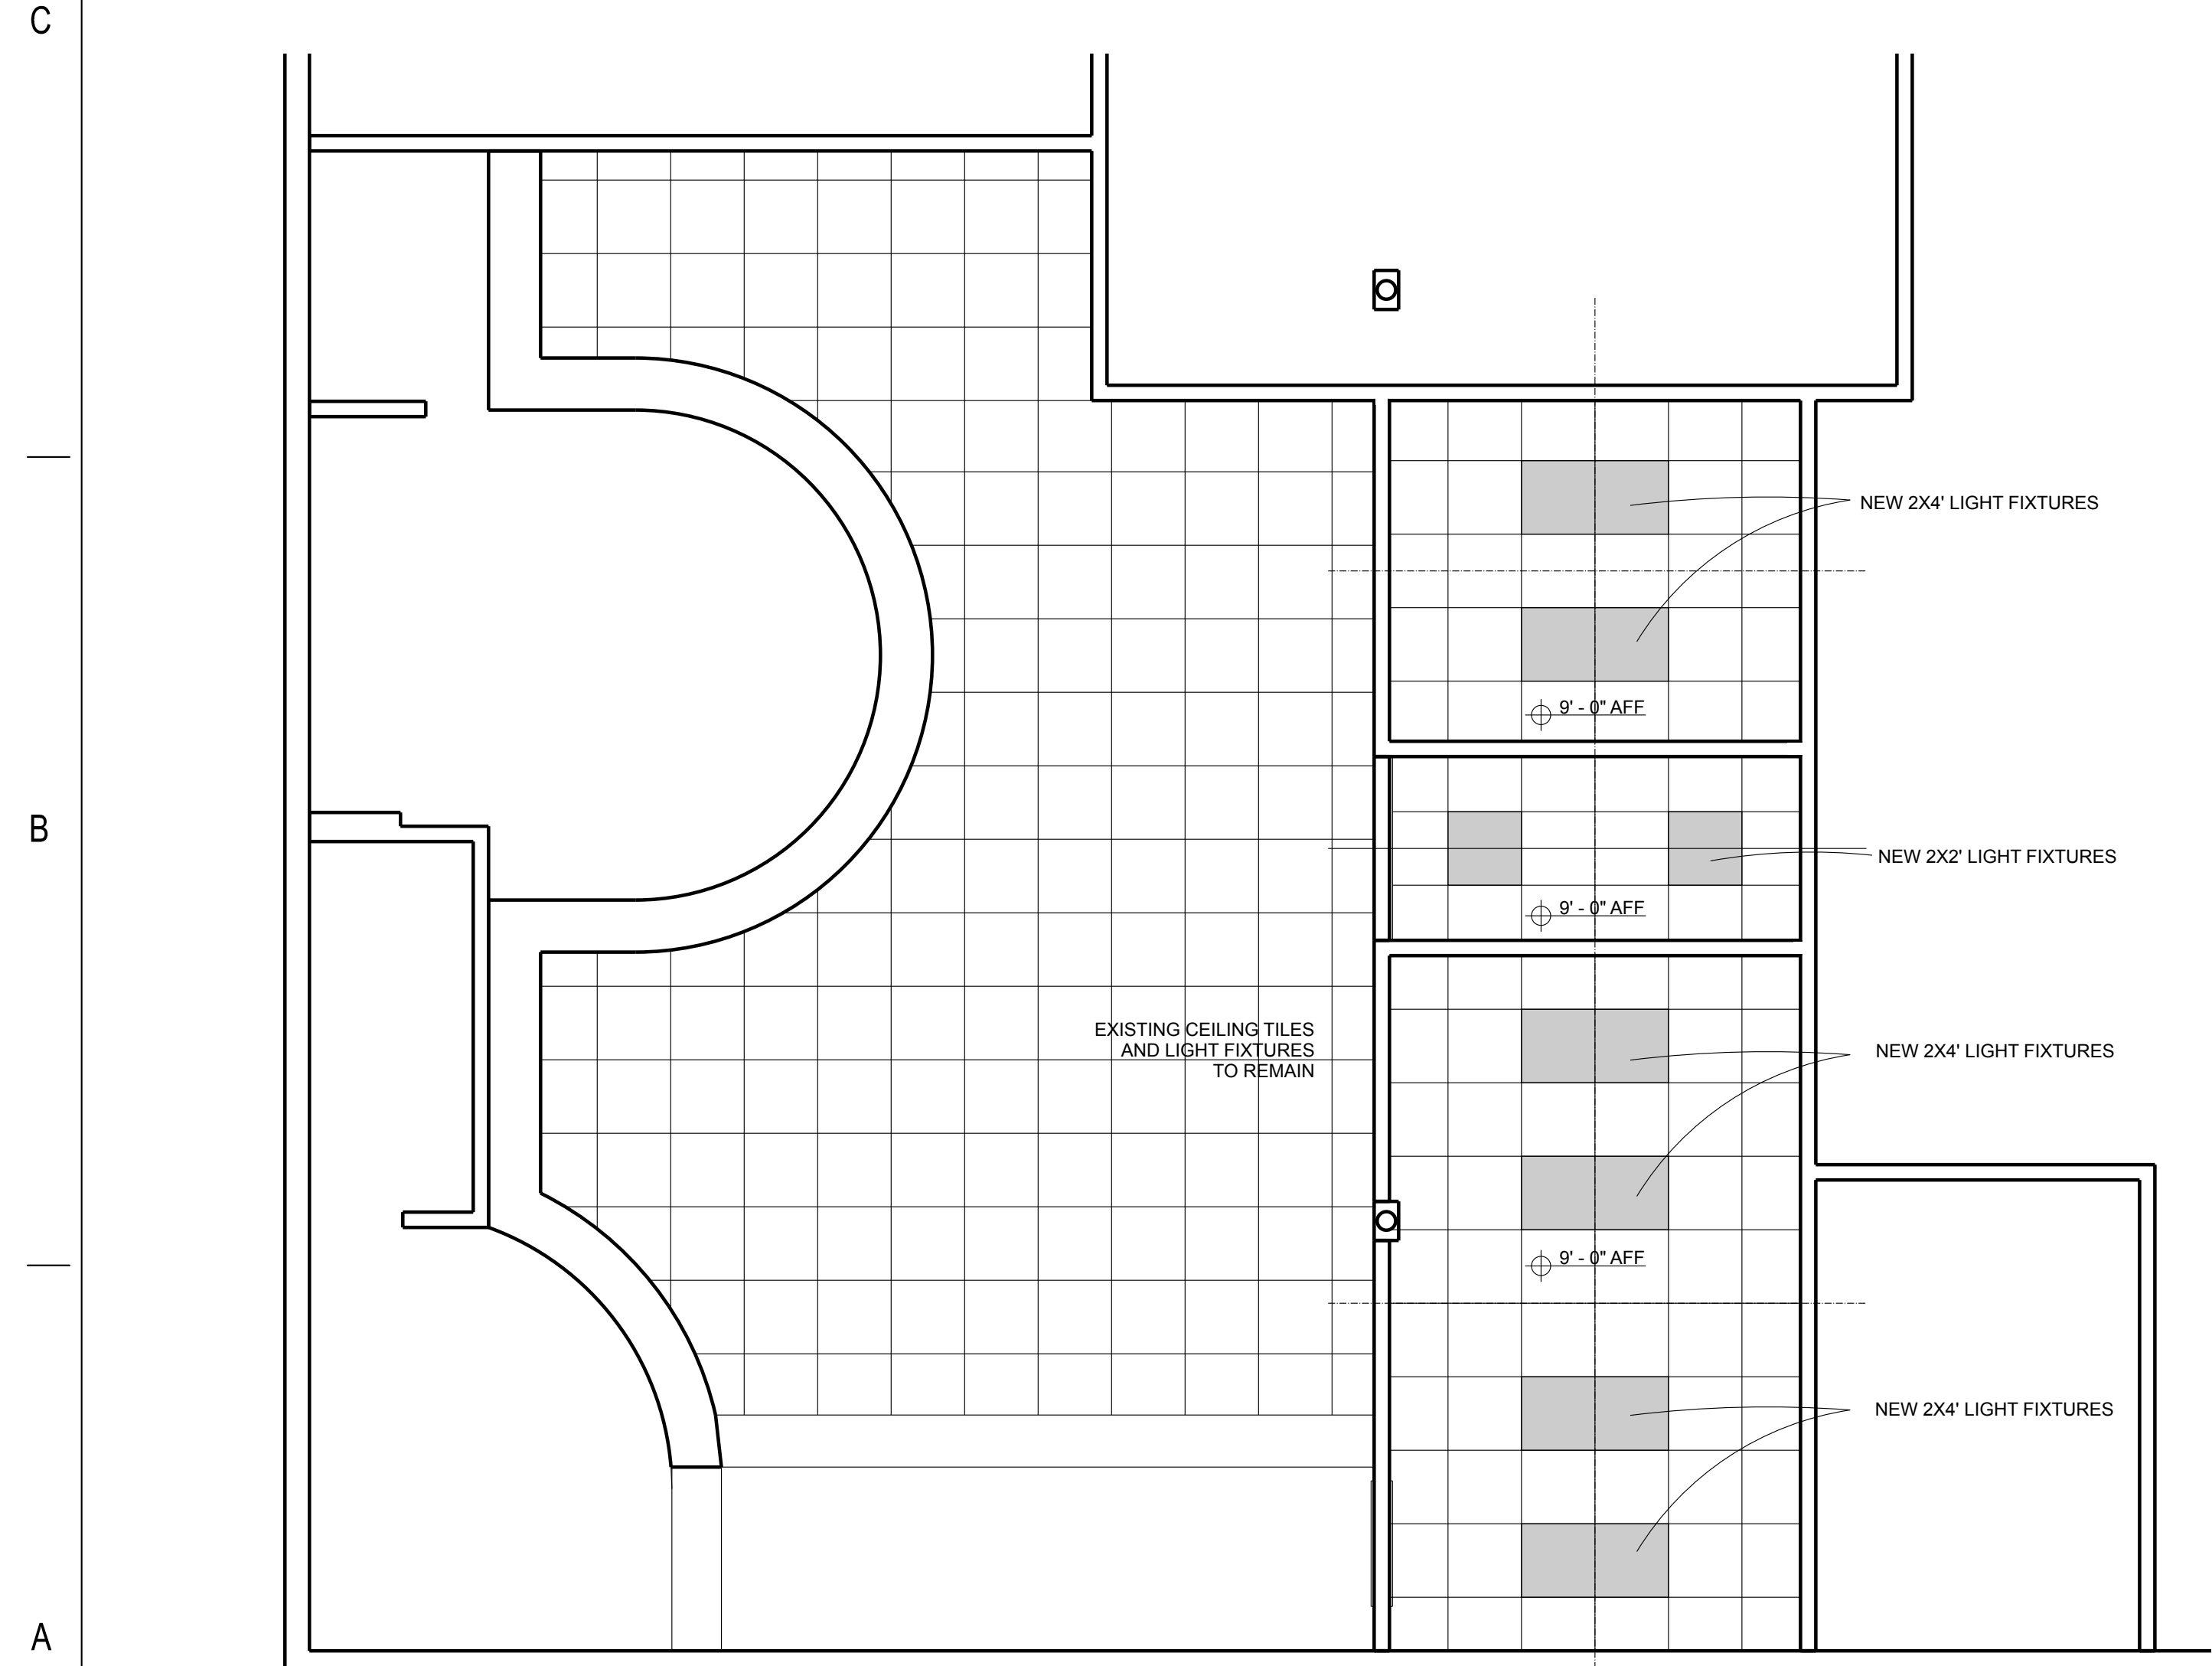 C
NEW 2X4' LIGHT FIXTURES
9' - 0" AFF
B
NEW 2X2' LIGHT FIXTURES
9' - 0" AFF
EXISTING CEILING TILES
AND LIGHT FIXTURES
TO REMAIN
NEW 2X4' LIGHT FIXTURES
9' - 0" AFF
NEW 2X4' LIGHT FIXTURES
A